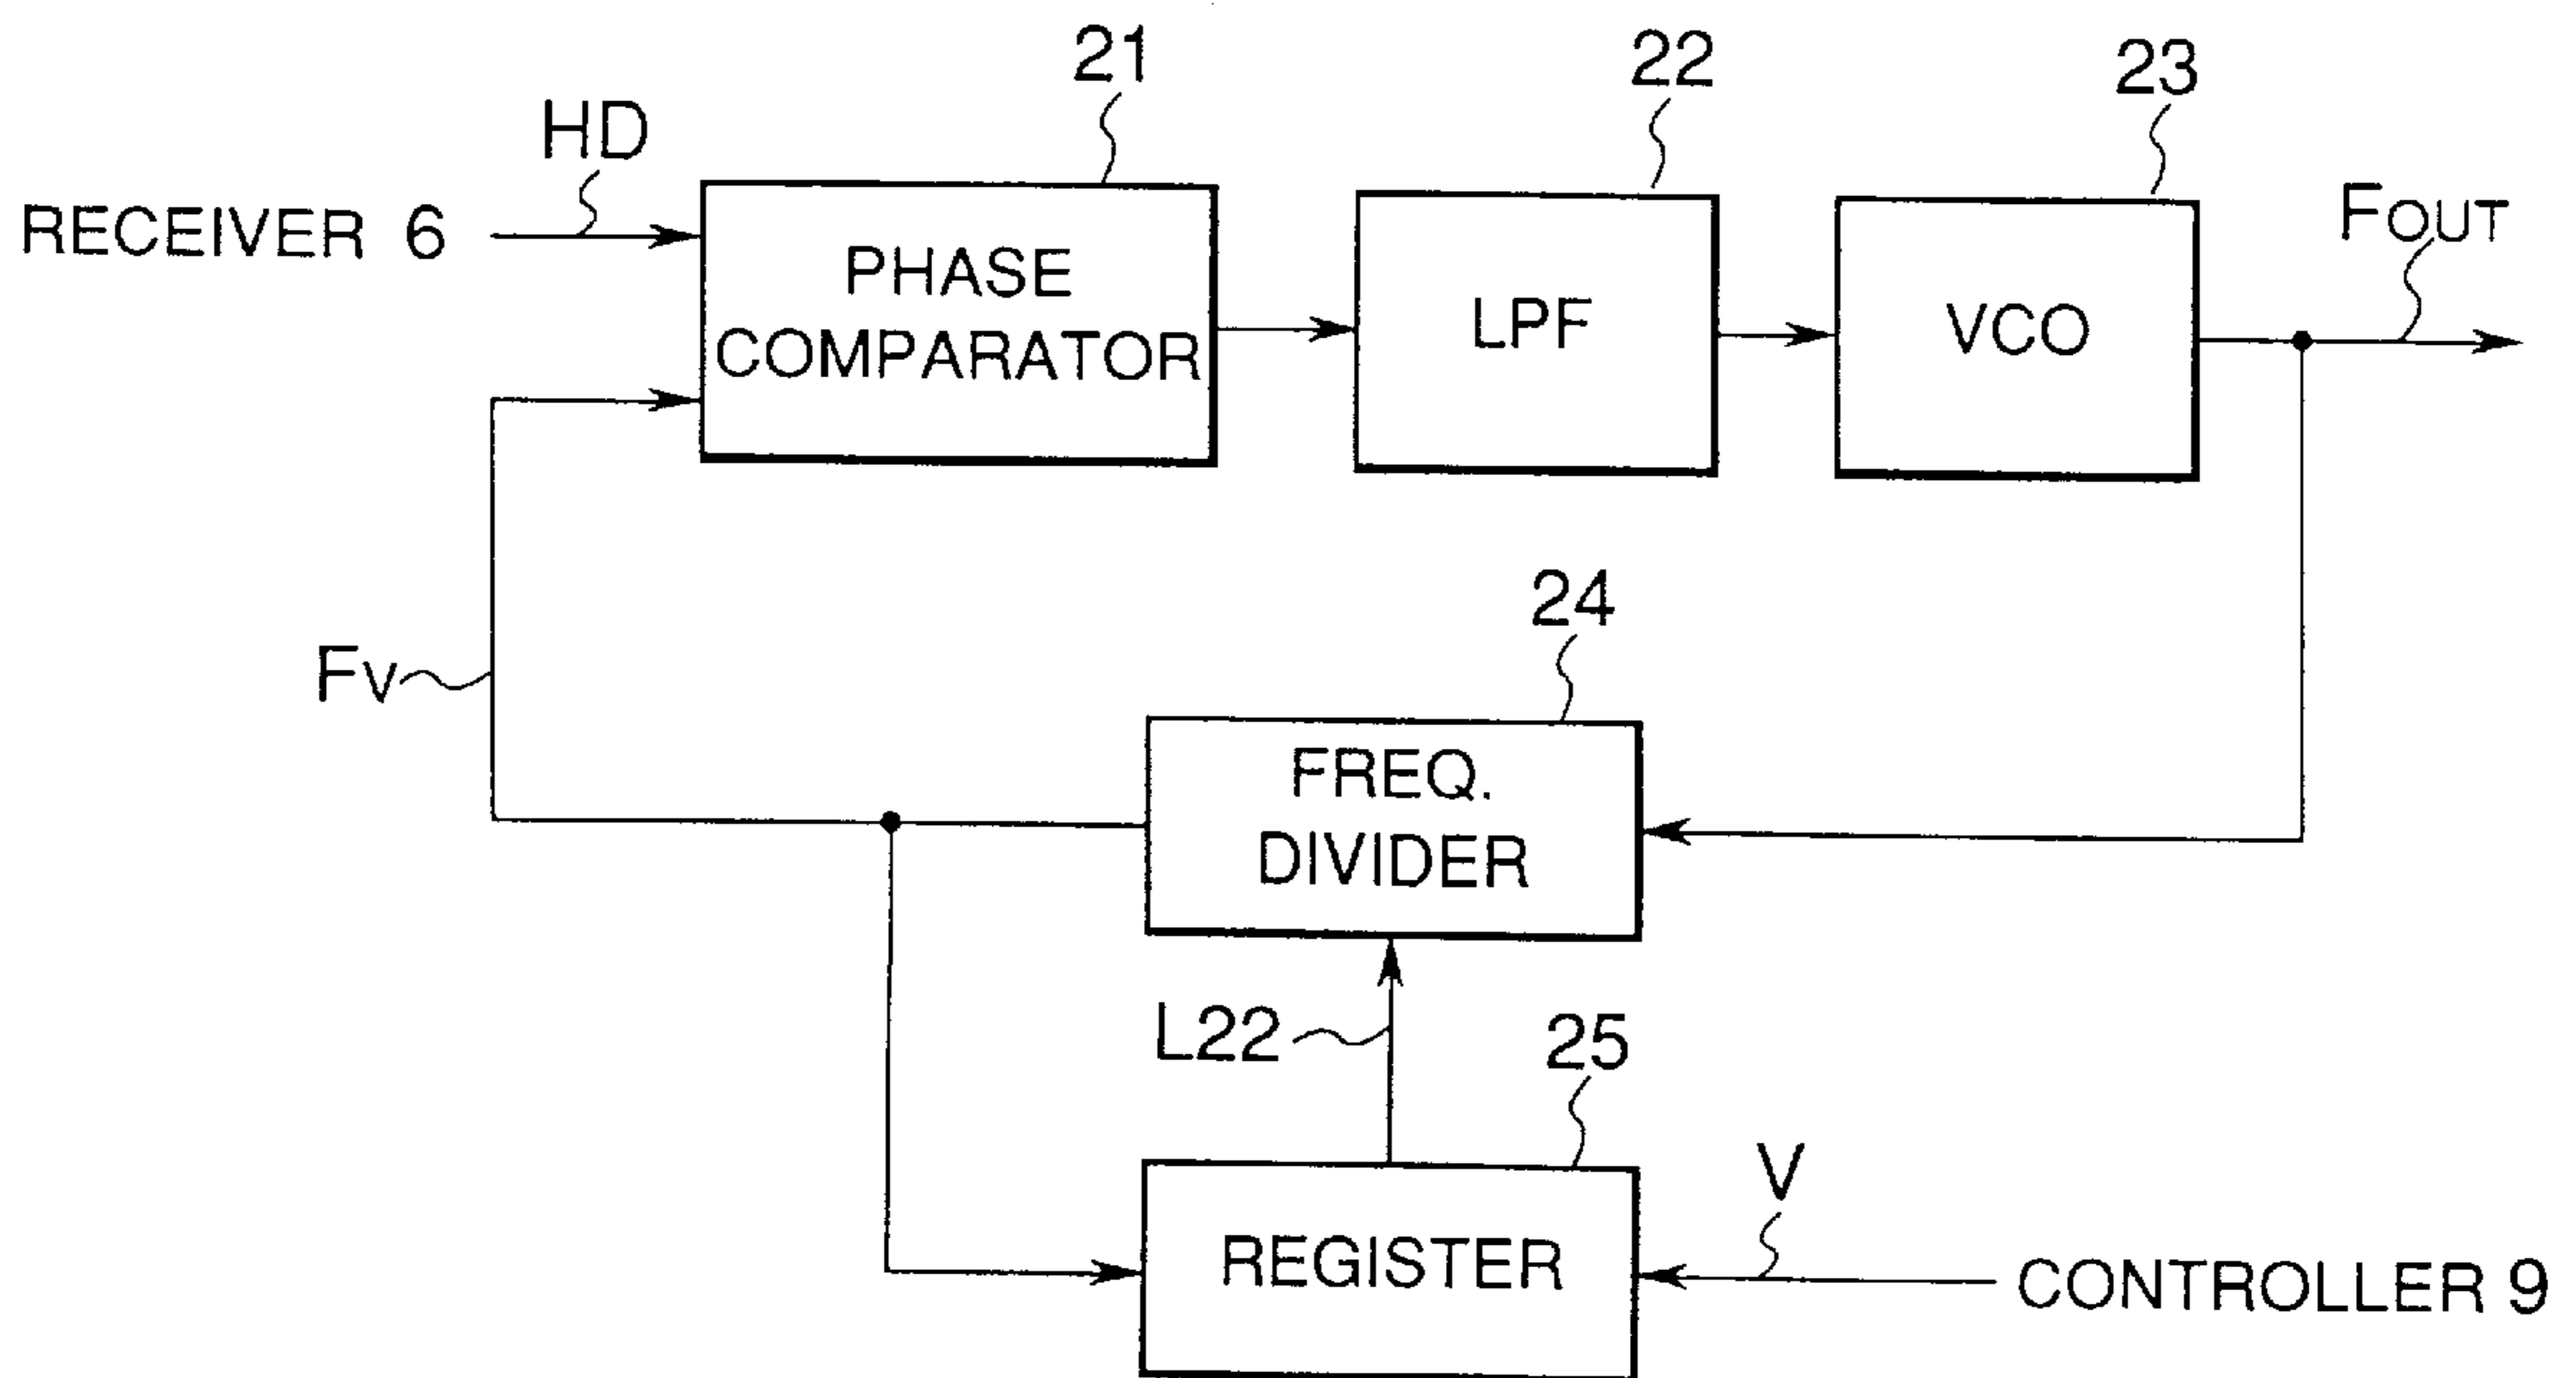 21
22
23
HD
RECEIVER 6
PHASE
COMPARATOR
LPF
VCO
FOUT
24
Fv
FREQ.
DIVIDER
L22
25
V
REGISTER
CONTROLLER 9